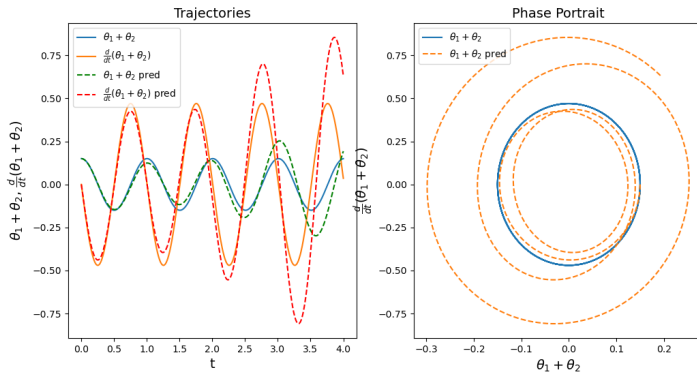 Trajectories
θ₁ + θ₂
d/dt(θ₁ + θ₂)
θ₁ + θ₂ pred
d/dt(θ₁ + θ₂) pred
θ₁ + θ₂, d/dt(θ₁ + θ₂)
0.75
0.50
0.25
0.00
−0.25
−0.50
−0.75
0.0 0.5 1.0 1.5 2.0 2.5 3.0 3.5 4.0
t
Phase Portrait
θ₁ + θ₂
θ₁ + θ₂ pred
d/dt(θ₁ + θ₂)
0.75
0.50
0.25
0.00
−0.25
−0.50
−0.75
−0.3 −0.2 −0.1 0.0 0.1 0.2
θ₁ + θ₂